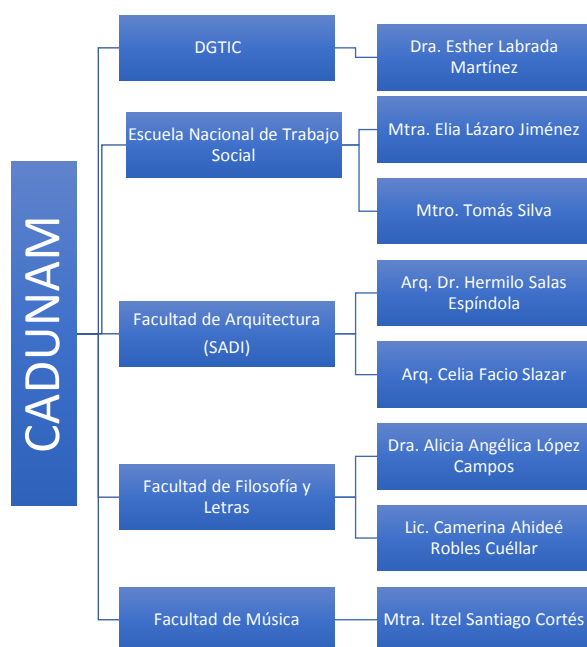 CADUNAM
DGTIC
Dra. Esther Labrada
Martínez
Escuela Nacional de Trabajo
Social
Mtra. Elia Lázaro Jiménez
Mtro. Tomás Silva
Facultad de Arquitectura
(SADI)
Arq. Dr. Hermilo Salas
Espíndola
Arq. Celia Facio Slazar
Facultad de Filosofía y
Letras
Dra. Alicia Angélica López
Campos
Lic. Camerina Ahideé
Robles Cuéllar
Facultad de Música
Mtra. Itzel Santiago Cortés